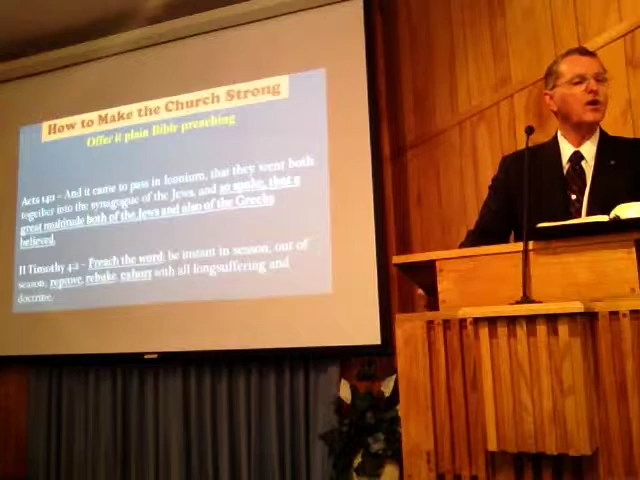 How to Make the Church Strong
Offer it plain Bible preaching
Acts 14:1 - And it came to pass in Iconium, that they went both
together into the synagogue of the Jews, and so spake, that a
great multitude both of the Jews and also of the Greeks
believed.
II Timothy 4:2 - Preach the word; be instant in season, out of
season; reprove, rebuke, exhort with all longsuffering and
doctrine.